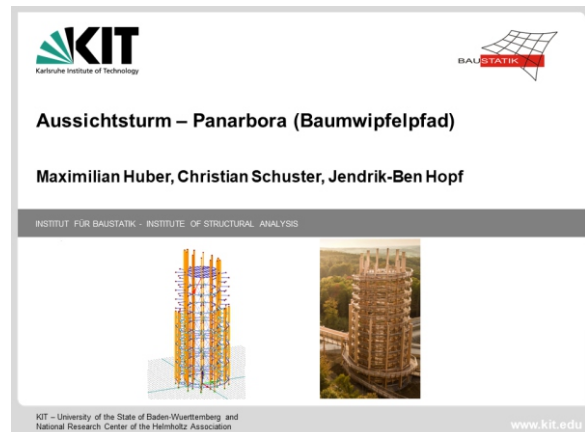 KIT
Karlsruhe Institute of Technology
BAUSTATIK
Aussichtsturm – Panarbora (Baumwipfelpfad)
Maximilian Huber, Christian Schuster, Jendrik-Ben Hopf
INSTITUT FÜR BAUSTATIK - INSTITUTE OF STRUCTURAL ANALYSIS
KIT – University of the State of Baden-Wuerttemberg and
National Research Center of the Helmholtz Association
www.kit.edu